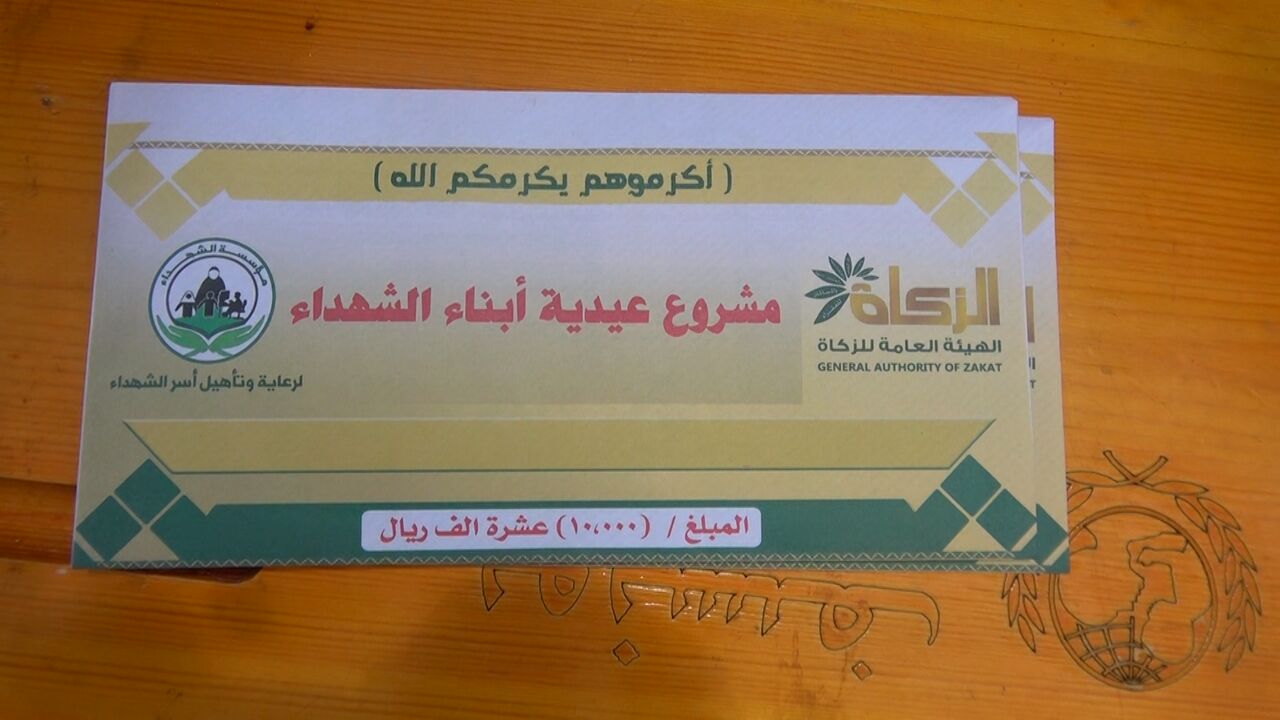 ( أكرموهم يكرمكم الله )
مشروع عيدية أبناء الشهداء
الزكاة
الهيئة العامة للزكاة
GENERAL AUTHORITY OF ZAKAT
مؤسسة الشهداء
لرعاية وتأهيل أسر الشهداء
المبلغ / (١٠،٠٠٠) عشرة الف ريال